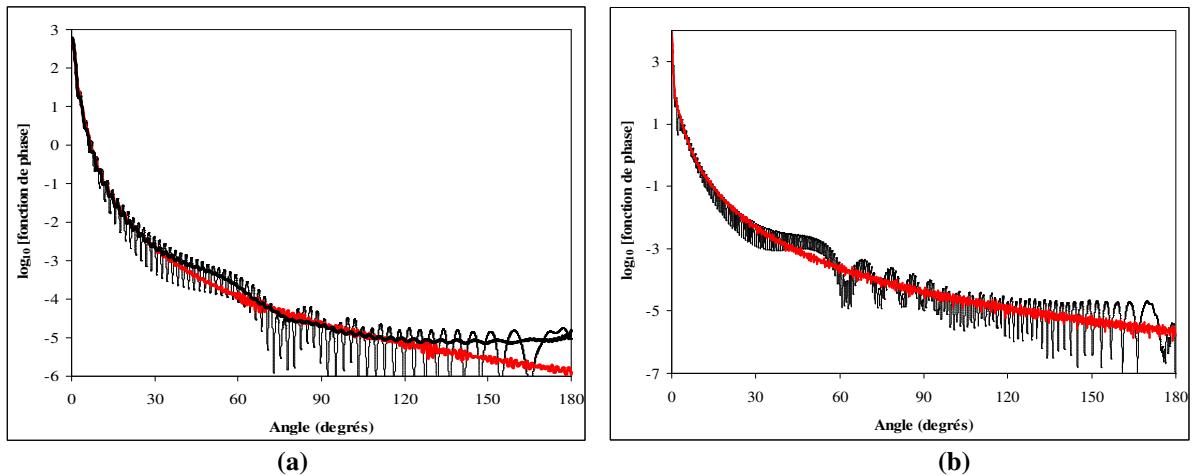 3
2
1
0
-1
-2
-3
-4
-5
-6
log₁₀ [fonction de phase]
0 30 60 90 120 150 180
Angle (degrés)
(a)
3
1
-1
-3
-5
-7
log₁₀ [fonction de phase]
0 30 60 90 120 150 180
Angle (degrés)
(b)